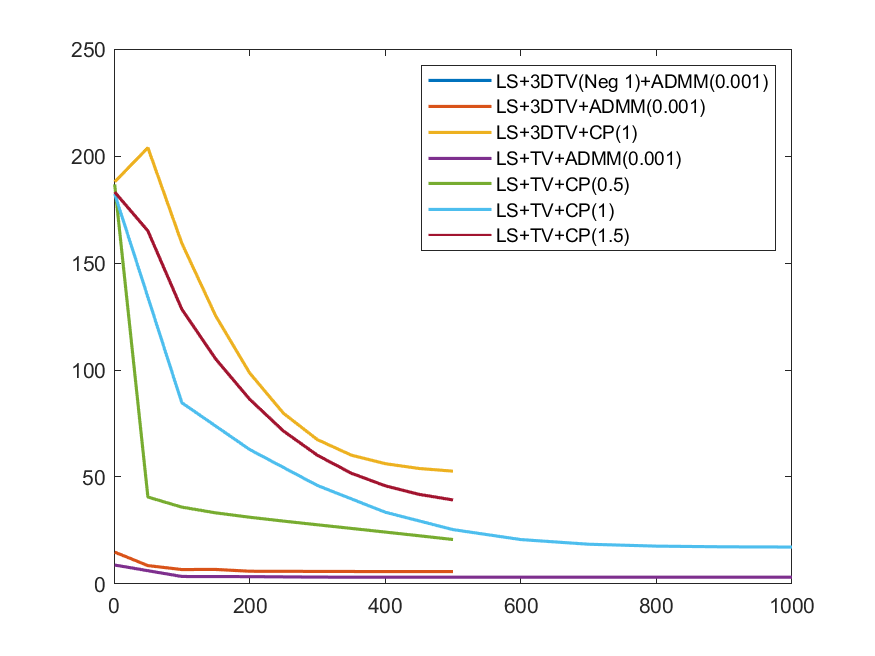 250
200
150
100
50
0
LS+3DTV(Neg 1)+ADMM(0.001)
LS+3DTV+ADMM(0.001)
LS+3DTV+CP(1)
LS+TV+ADMM(0.001)
LS+TV+CP(0.5)
LS+TV+CP(1)
LS+TV+CP(1.5)
0 200 400 600 800 1000